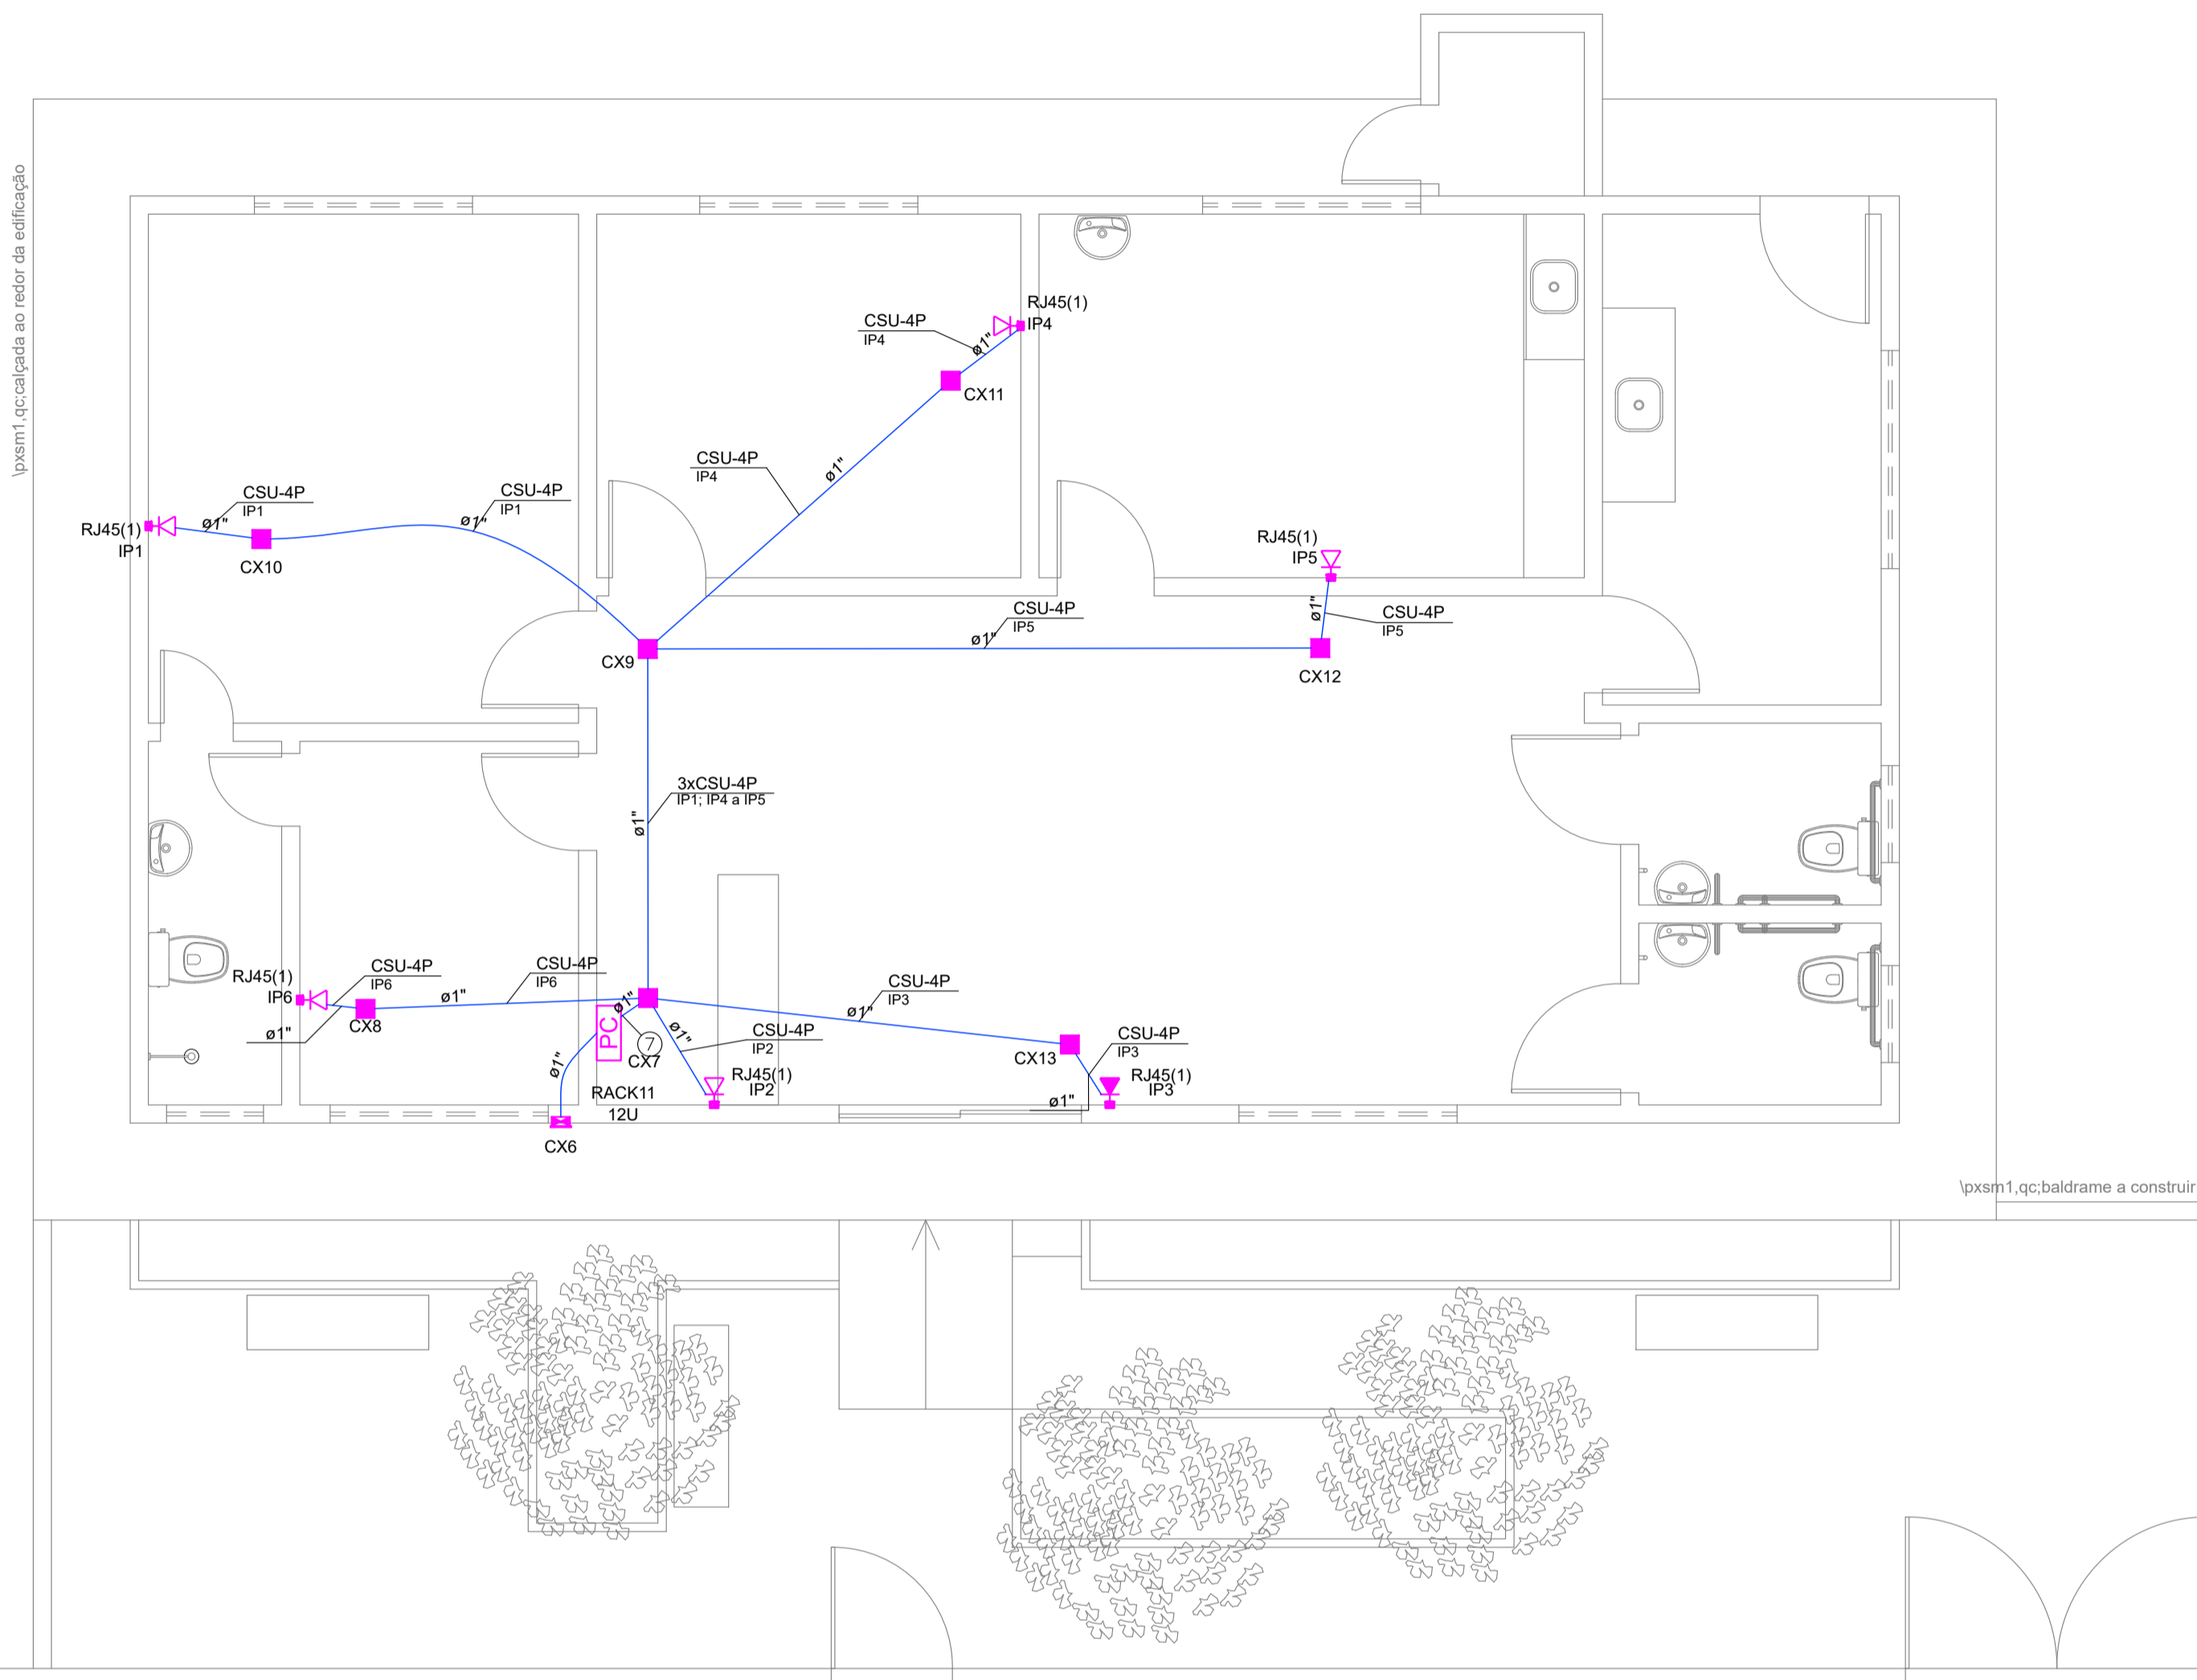 \pxsm1,qc;calçada ao redor da edificação
RJ45(1)
IP4
CSU-4P
IP4
ø1"
CX11
CSU-4P
IP4
ø1"
CSU-4P
IP1
ø1"
RJ45(1)
IP1
CX10
CSU-4P
IP1
ø1"
RJ45(1)
IP5
ø1"
CSU-4P
IP5
CSU-4P
IP5
ø1"
CX9
CX12
3xCSU-4P
IP1; IP4 a IP5
ø1"
RJ45(1)
IP6
CSU-4P
IP6
ø1"
CX8
CSU-4P
IP6
ø1"
CSU-4P
IP3
ø1"
ø1"
PC
7
CX7
ø1"
CSU-4P
IP2
ø1"
RACK11
12U
RJ45(1)
IP2
CX6
CX13
CSU-4P
IP3
RJ45(1)
IP3
ø1"
\pxsm1,qc;baldrame a construir